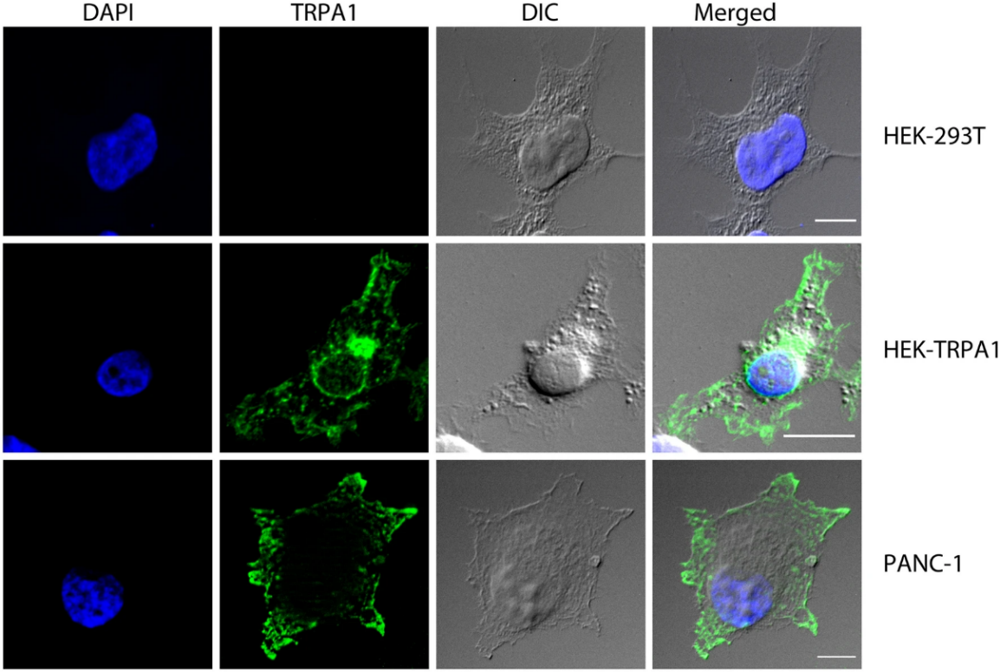 DAPI TRPA1 DIC Merged
HEK-293T
HEK-TRPA1
PANC-1